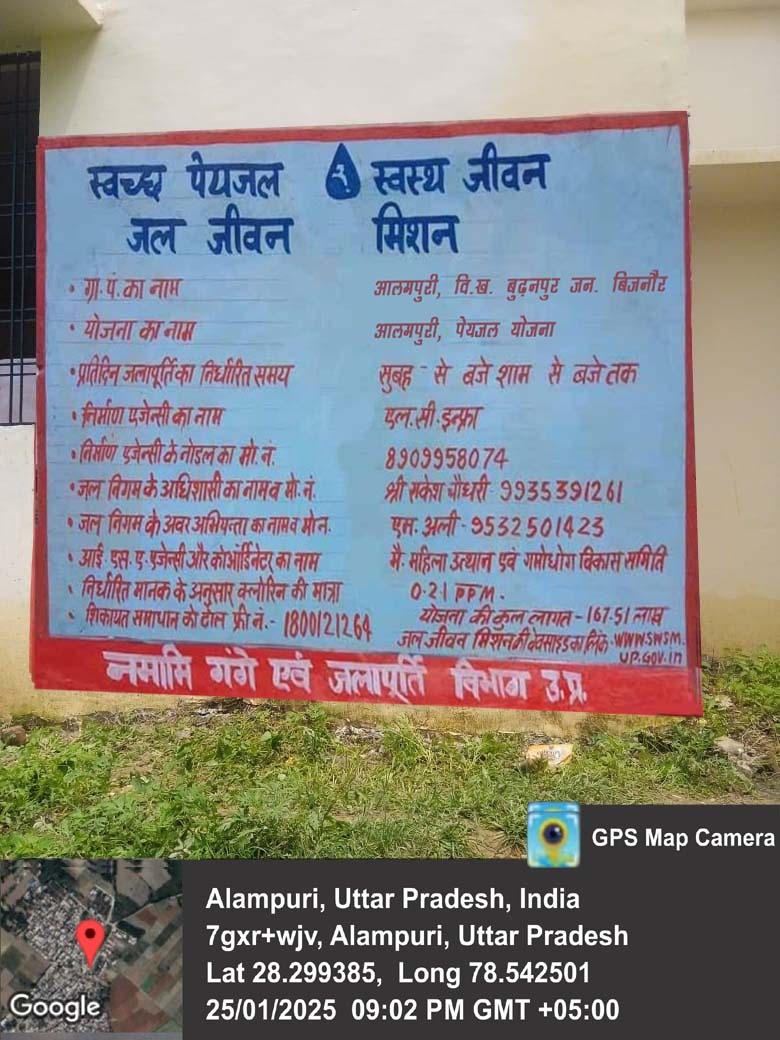 स्वच्छ पेयजल स्वस्थ जीवन
जल जीवन मिशन
• ग्रा.पं.का नाम आलमपुरी, वि.ख. बुढ़नपुर जन. बिजनौर
• योजना का नाम आलमपुरी, पेयजल योजना
• प्रतिदिन जलापूर्ति का निर्धारित समय सुबह - से बजे शाम से बजे तक
• निर्माण एजेन्सी का नाम एल.सी.इन्फ्रा
• निर्माण एजेन्सी के नोडल का मो.नं. 8909958074
• जल निगम के अधिशासी का नाम व मो.नं. श्री राकेश चौधरी- 9935391261
• जल निगम के अवर अभियन्ता का नाम व मो.न. एम. अली-9532501423
• आई.एस.ए.एजेन्सी और कोऑर्डिनेटर का नाम मै. महिला उत्थान एवं गामोधोग विकास समिति
• निर्धारित मानक के अनुसार क्लोरिन की मात्रा 0.21 PPM.
• शिकायत समाधान को टोल फ्री नं.- 1800121264 योजना की कुल लागत-167.51 लाख
जल जीवन मिशन की वेबसाइड का लिंक- WWW.SWSM.
UP.GOV.in
नमामि गंगे एवं जलापूर्ति विभाग उ.प्र.
GPS Map Camera
Alampuri, Uttar Pradesh, India
7gxr+wjv, Alampuri, Uttar Pradesh
Lat 28.299385, Long 78.542501
25/01/2025 09:02 PM GMT +05:00
Google